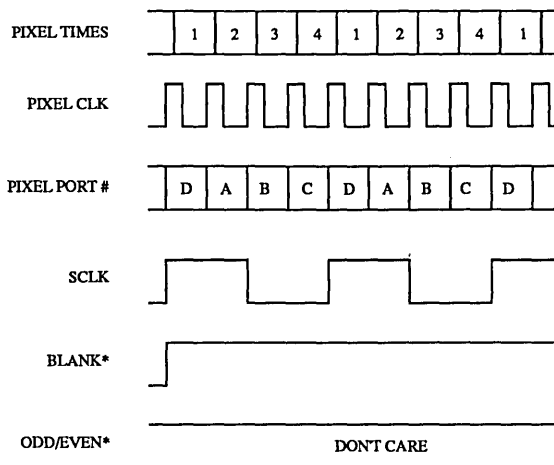 PIXEL TIMES 1 2 3 4 1 2 3 4 1
PIXEL CLK
PIXEL PORT # D A B C D A B C D
SCLK
BLANK*
ODD/EVEN* DONT CARE